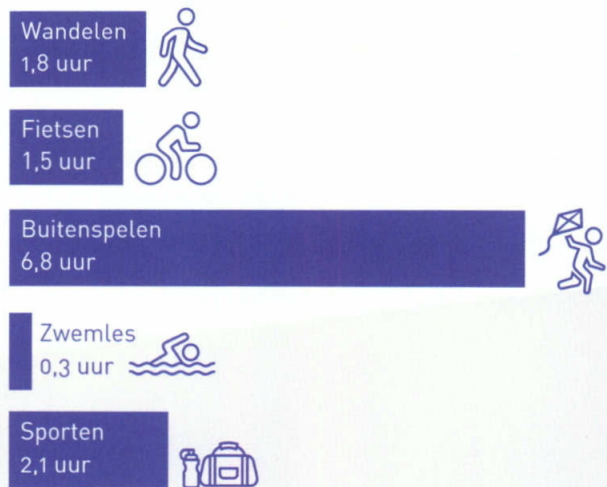 Wandelen
1,8 uur
Fietsen
1,5 uur
Buitenspelen
6,8 uur
Zwemles
0,3 uur
Sporten
2,1 uur